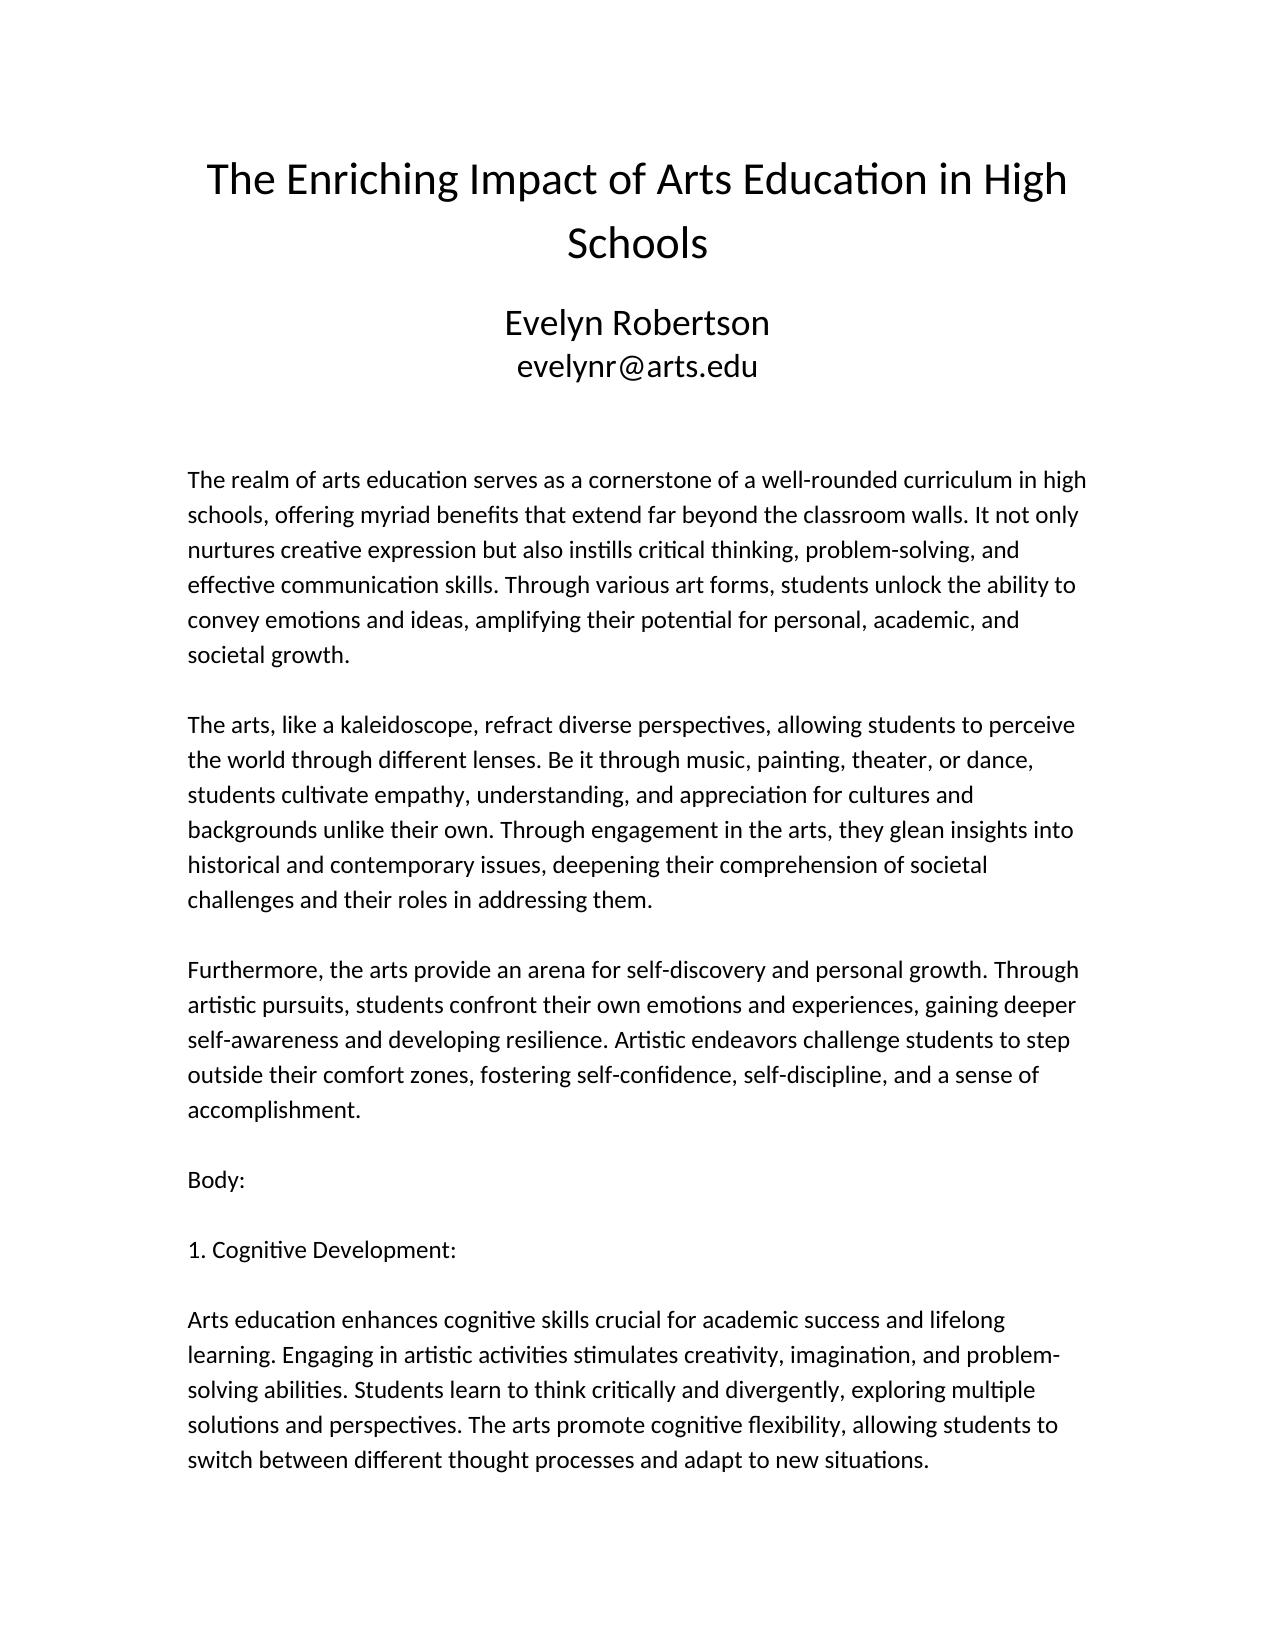 The Enriching Impact of Arts Education in High
Schools
Evelyn Robertson
evelynr@arts.edu
The realm of arts education serves as a cornerstone of a well-rounded curriculum in high
schools, offering myriad benefits that extend far beyond the classroom walls. It not only
nurtures creative expression but also instills critical thinking, problem-solving, and
effective communication skills. Through various art forms, students unlock the ability to
convey emotions and ideas, amplifying their potential for personal, academic, and
societal growth.
The arts, like a kaleidoscope, refract diverse perspectives, allowing students to perceive
the world through different lenses. Be it through music, painting, theater, or dance,
students cultivate empathy, understanding, and appreciation for cultures and
backgrounds unlike their own. Through engagement in the arts, they glean insights into
historical and contemporary issues, deepening their comprehension of societal
challenges and their roles in addressing them.
Furthermore, the arts provide an arena for self-discovery and personal growth. Through
artistic pursuits, students confront their own emotions and experiences, gaining deeper
self-awareness and developing resilience. Artistic endeavors challenge students to step
outside their comfort zones, fostering self-confidence, self-discipline, and a sense of
accomplishment.
Body:
1. Cognitive Development:
Arts education enhances cognitive skills crucial for academic success and lifelong
learning. Engaging in artistic activities stimulates creativity, imagination, and problem-
solving abilities. Students learn to think critically and divergently, exploring multiple
solutions and perspectives. The arts promote cognitive flexibility, allowing students to
switch between different thought processes and adapt to new situations.